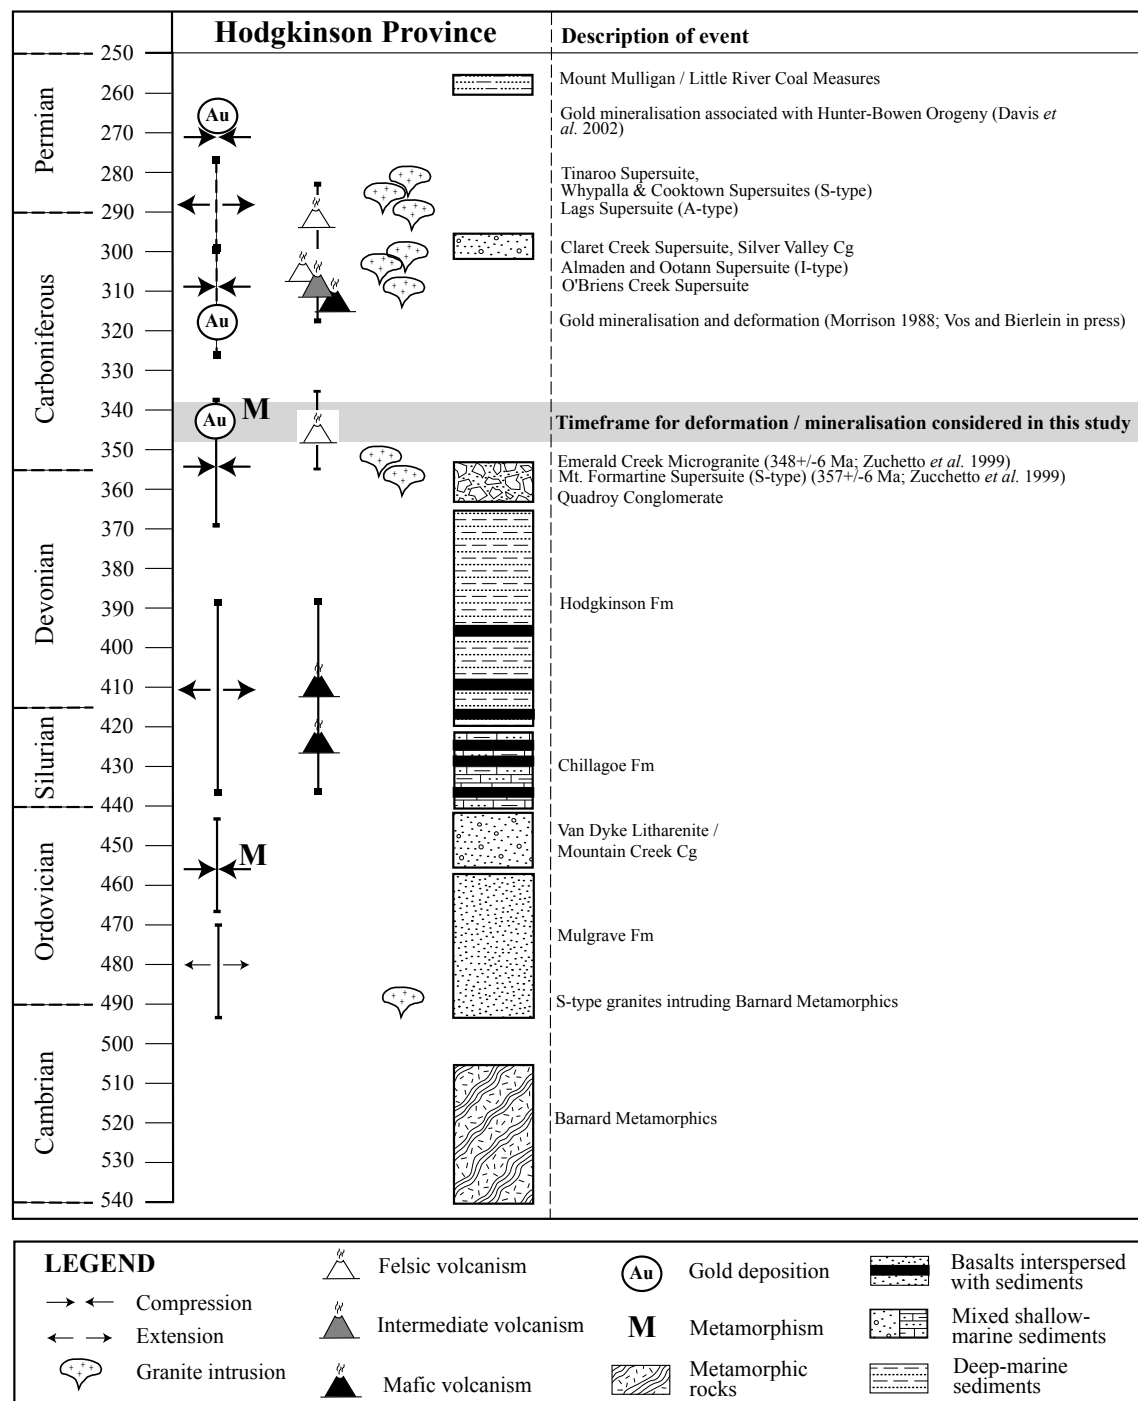 Hodgkinson Province
Description of event
250
260
270
280
290
300
310
320
330
340
350
360
370
380
390
400
410
420
430
440
450
460
470
480
490
500
510
520
530
540
Permian
Carboniferous
Devonian
Silurian
Ordovician
Cambrian
Au
Au
Au
M
M
Mount Mulligan / Little River Coal Measures
Gold mineralisation associated with Hunter-Bowen Orogeny (Davis et
al. 2002)
Tinaroo Supersuite,
Whypalla & Cooktown Supersuites (S-type)
Lags Supersuite (A-type)
Claret Creek Supersuite, Silver Valley Cg
Almaden and Ootann Supersuite (I-type)
O'Briens Creek Supersuite
Gold mineralisation and deformation (Morrison 1988; Vos and Bierlein in press)
Timeframe for deformation / mineralisation considered in this study
Emerald Creek Microgranite (348+/-6 Ma; Zuchetto et al. 1999)
Mt. Formartine Supersuite (S-type) (357+/-6 Ma; Zucchetto et al. 1999)
Quadroy Conglomerate
Hodgkinson Fm
Chillagoe Fm
Van Dyke Litharenite /
Mountain Creek Cg
Mulgrave Fm
S-type granites intruding Barnard Metamorphics
Barnard Metamorphics
LEGEND
Compression
Extension
Granite intrusion
Felsic volcanism
Intermediate volcanism
Mafic volcanism
Au
Gold deposition
M
Metamorphism
Metamorphic
rocks
Basalts interspersed
with sediments
Mixed shallow-
marine sediments
Deep-marine
sediments